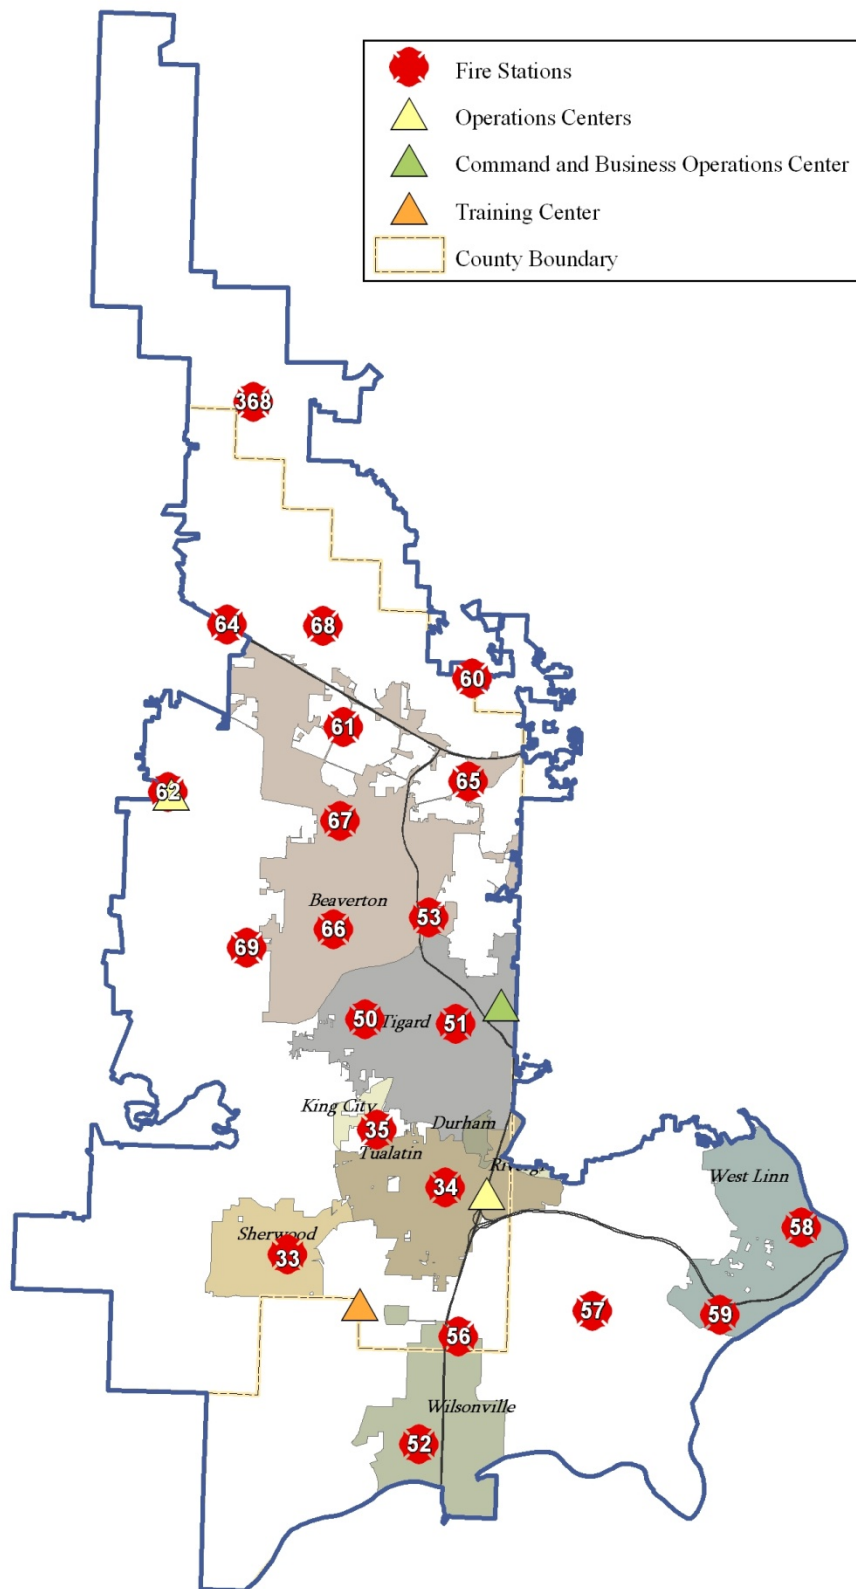 Fire Stations
Operations Centers
Command and Business Operations Center
Training Center
County Boundary
368
64
68
60
61
65
62
67
Beaverton
66
53
69
50
Tigard
51
King City
35
Durham
Tualatin
34
West Linn
58
Sherwood
33
57
59
56
Wilsonville
52